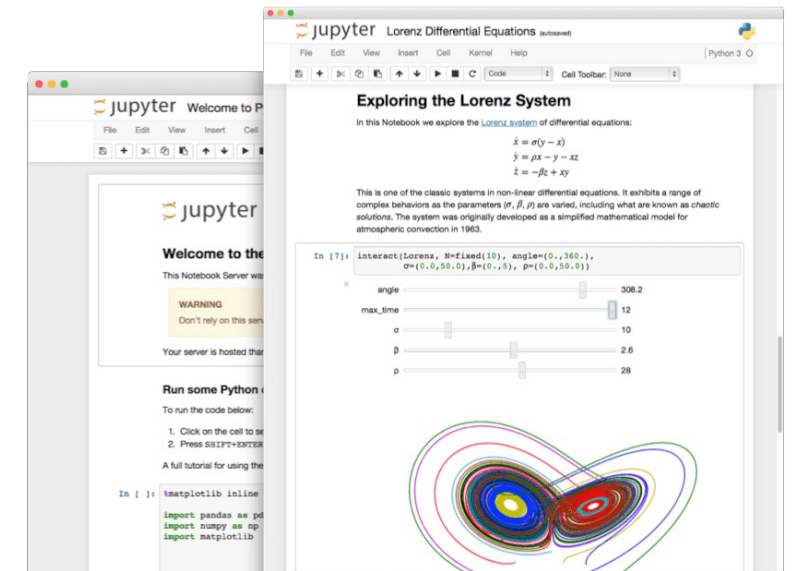 jupyter Lorenz Differential Equations (autosaved)
File Edit View Insert Cell Kernel Help Python 3
Code Cell Toolbar: None
Exploring the Lorenz System
In this Notebook we explore the Lorenz system of differential equations:
ẋ = σ(y − x)
ẏ = ρx − y − xz
ż = −βz + xy
This is one of the classic systems in non-linear differential equations. It exhibits a range of
complex behaviors as the parameters (σ, β, ρ) are varied, including what are known as chaotic
solutions. The system was originally developed as a simplified mathematical model for
atmospheric convection in 1963.
In [7]: interact(Lorenz, N=fixed(10), angle=(0.,360.),
σ=(0.0,50.0),β=(0.,5), ρ=(0.0,50.0))
angle 308.2
max_time 12
σ 10
β 2.6
ρ 28
jupyter Welcome to P
File Edit View Insert Cell
jupyter
Welcome to the
This Notebook Server was
WARNING
Don't rely on this serv
Your server is hosted than
Run some Python c
To run the code below:
1. Click on the cell to se
2. Press SHIFT+ENTER
A full tutorial for using the
In [ ]: %matplotlib inline
import pandas as pd
import numpy as np
import matplotlib